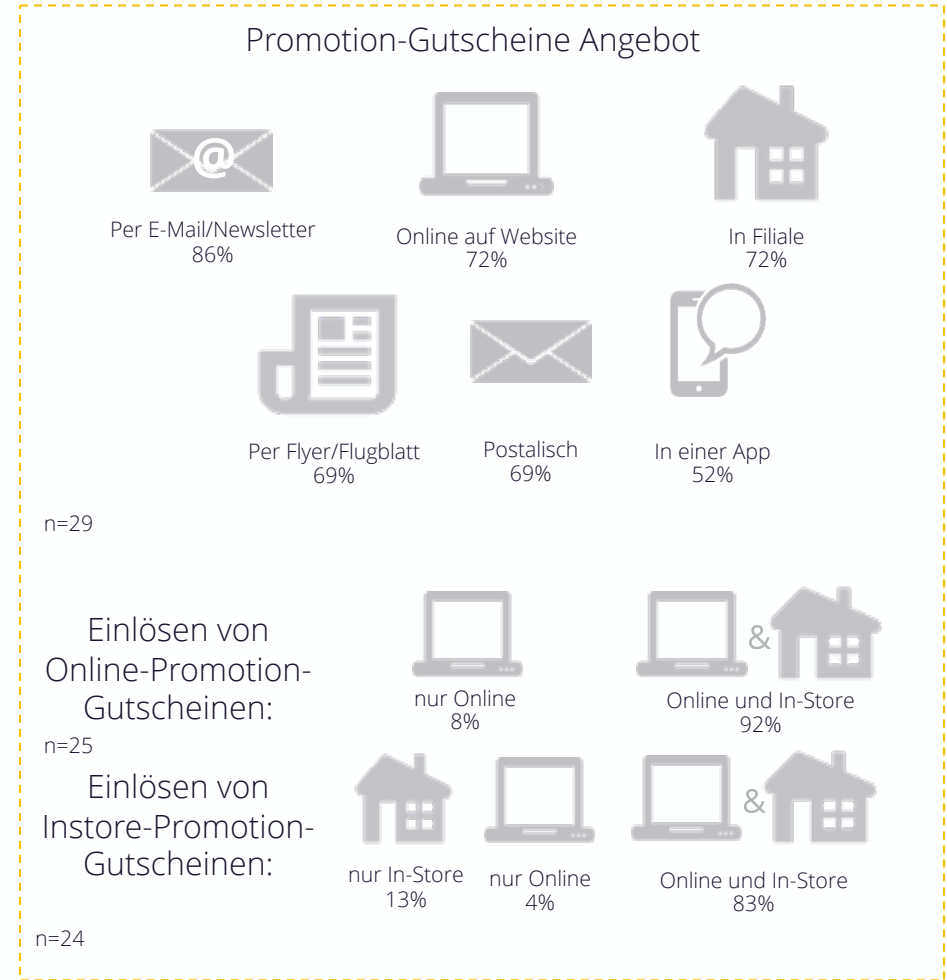 Promotion-Gutscheine Angebot
@
Per E-Mail/Newsletter
86%
Online auf Website
72%
In Filiale
72%
Per Flyer/Flugblatt
69%
Postalisch
69%
In einer App
52%
n=29
Einlösen von
Online-Promotion-
Gutscheinen:
n=25
nur Online
8%
&
Online und In-Store
92%
Einlösen von
Instore-Promotion-
Gutscheinen:
nur In-Store
13%
nur Online
4%
&
Online und In-Store
83%
n=24